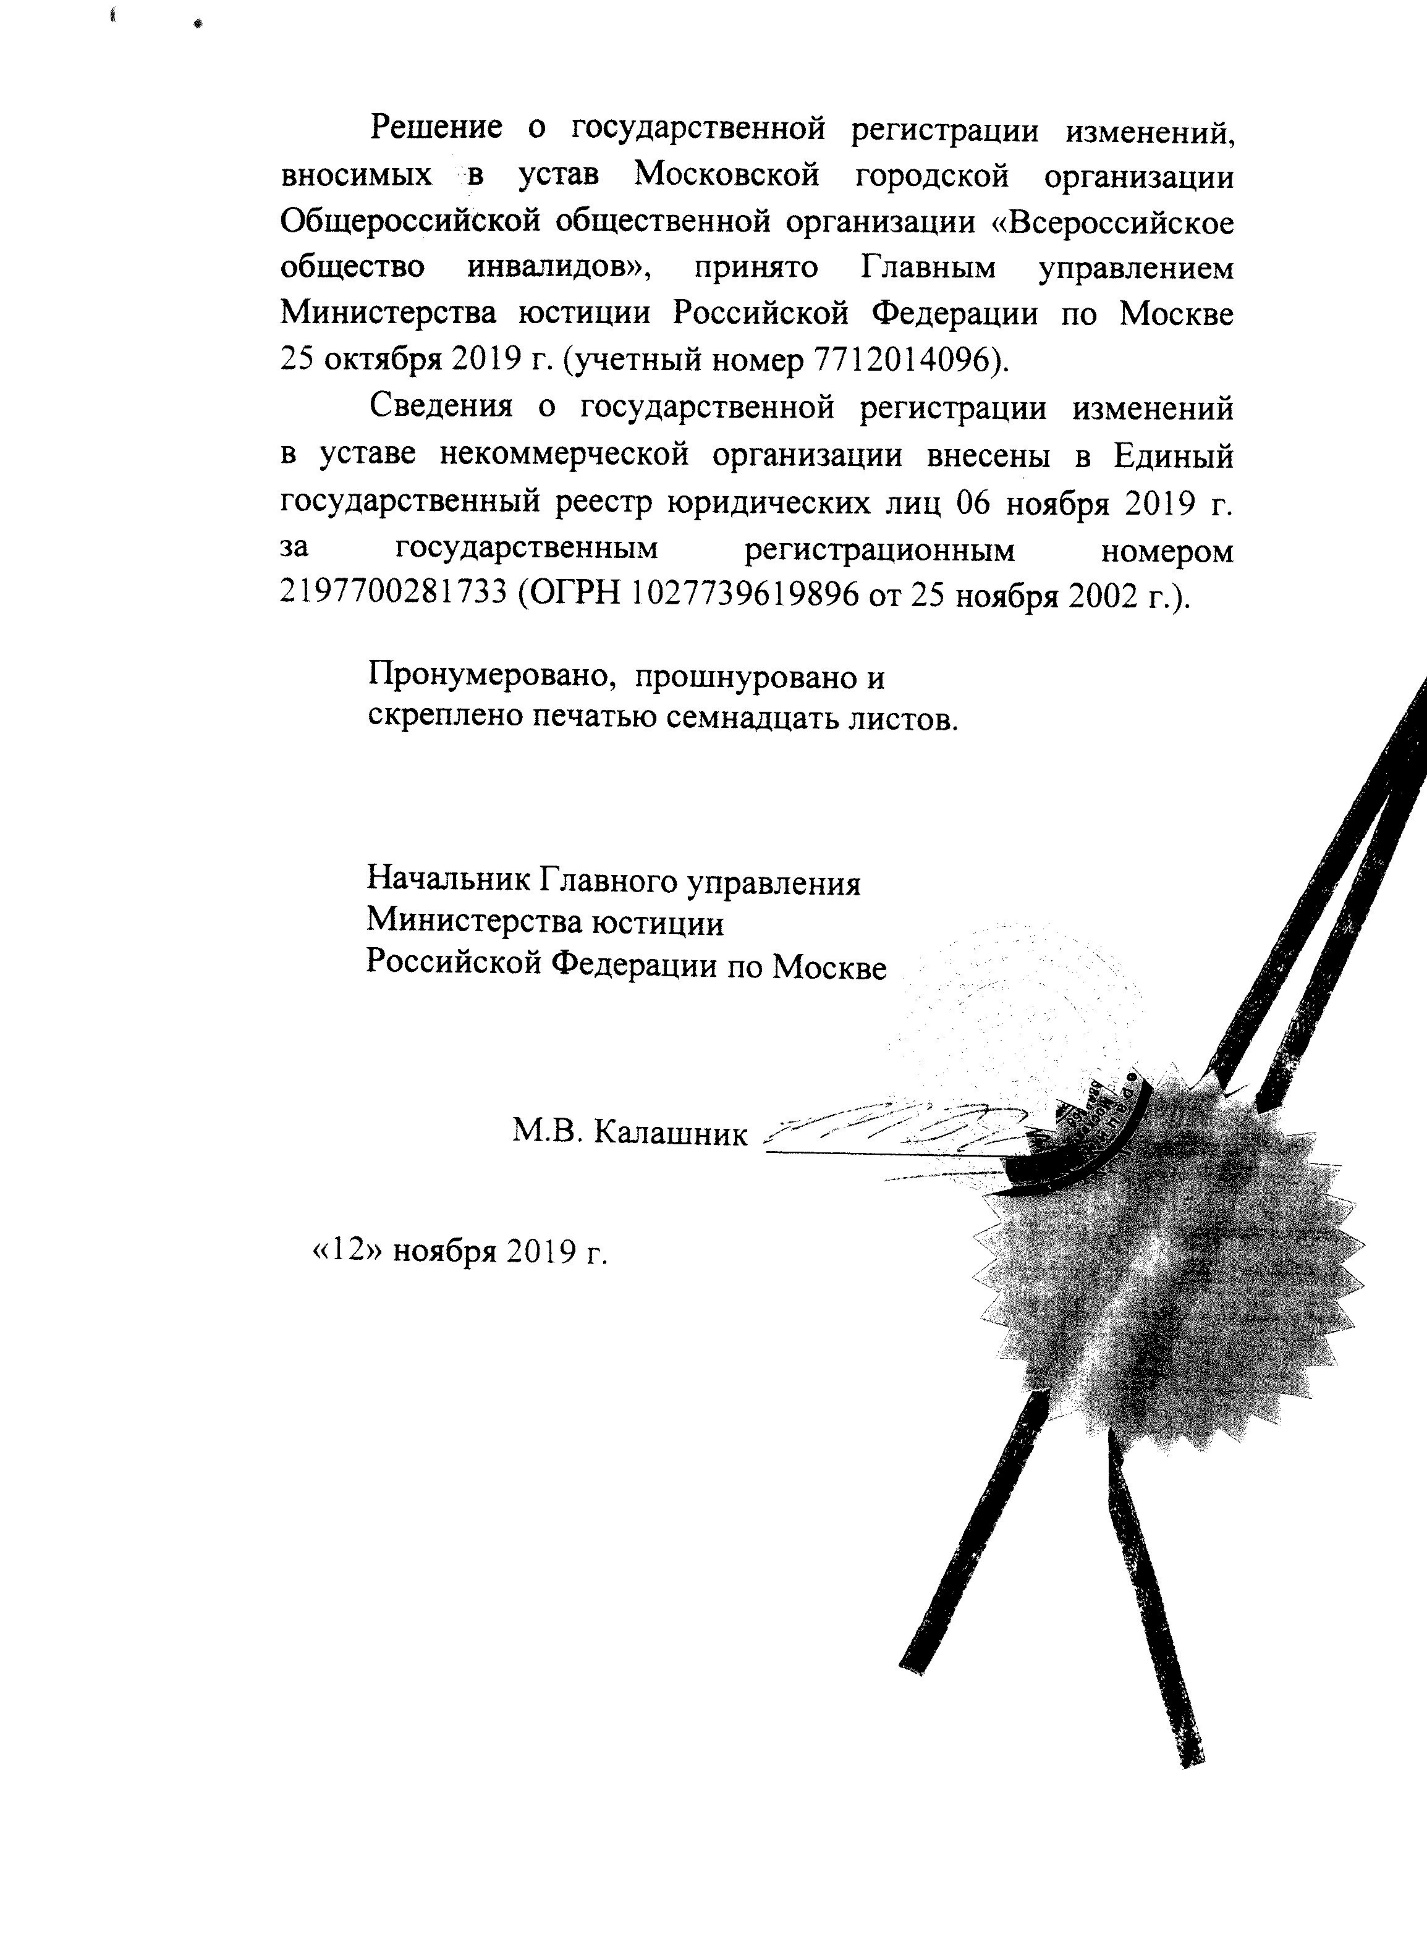 Решение о государственной регистрации изменений,
вносимых в устав Московской городской организации
Общероссийской общественной организации «Всероссийское
общество инвалидов», принято Главным управлением
Министерства юстиции Российской Федерации по Москве
25 октября 2019 г. (учетный номер 7712014096).
Сведения о государственной регистрации изменений
в уставе некоммерческой организации внесены в Единый
государственный реестр юридических лиц 06 ноября 2019 г.
за государственным регистрационным номером
2197700281733 (ОГРН 1027739619896 от 25 ноября 2002 г.).
Пронумеровано, прошнуровано и
скреплено печатью семнадцать листов.
Начальник Главного управления
Министерства юстиции
Российской Федерации по Москве
М.В. Калашник
«12» ноября 2019 г.